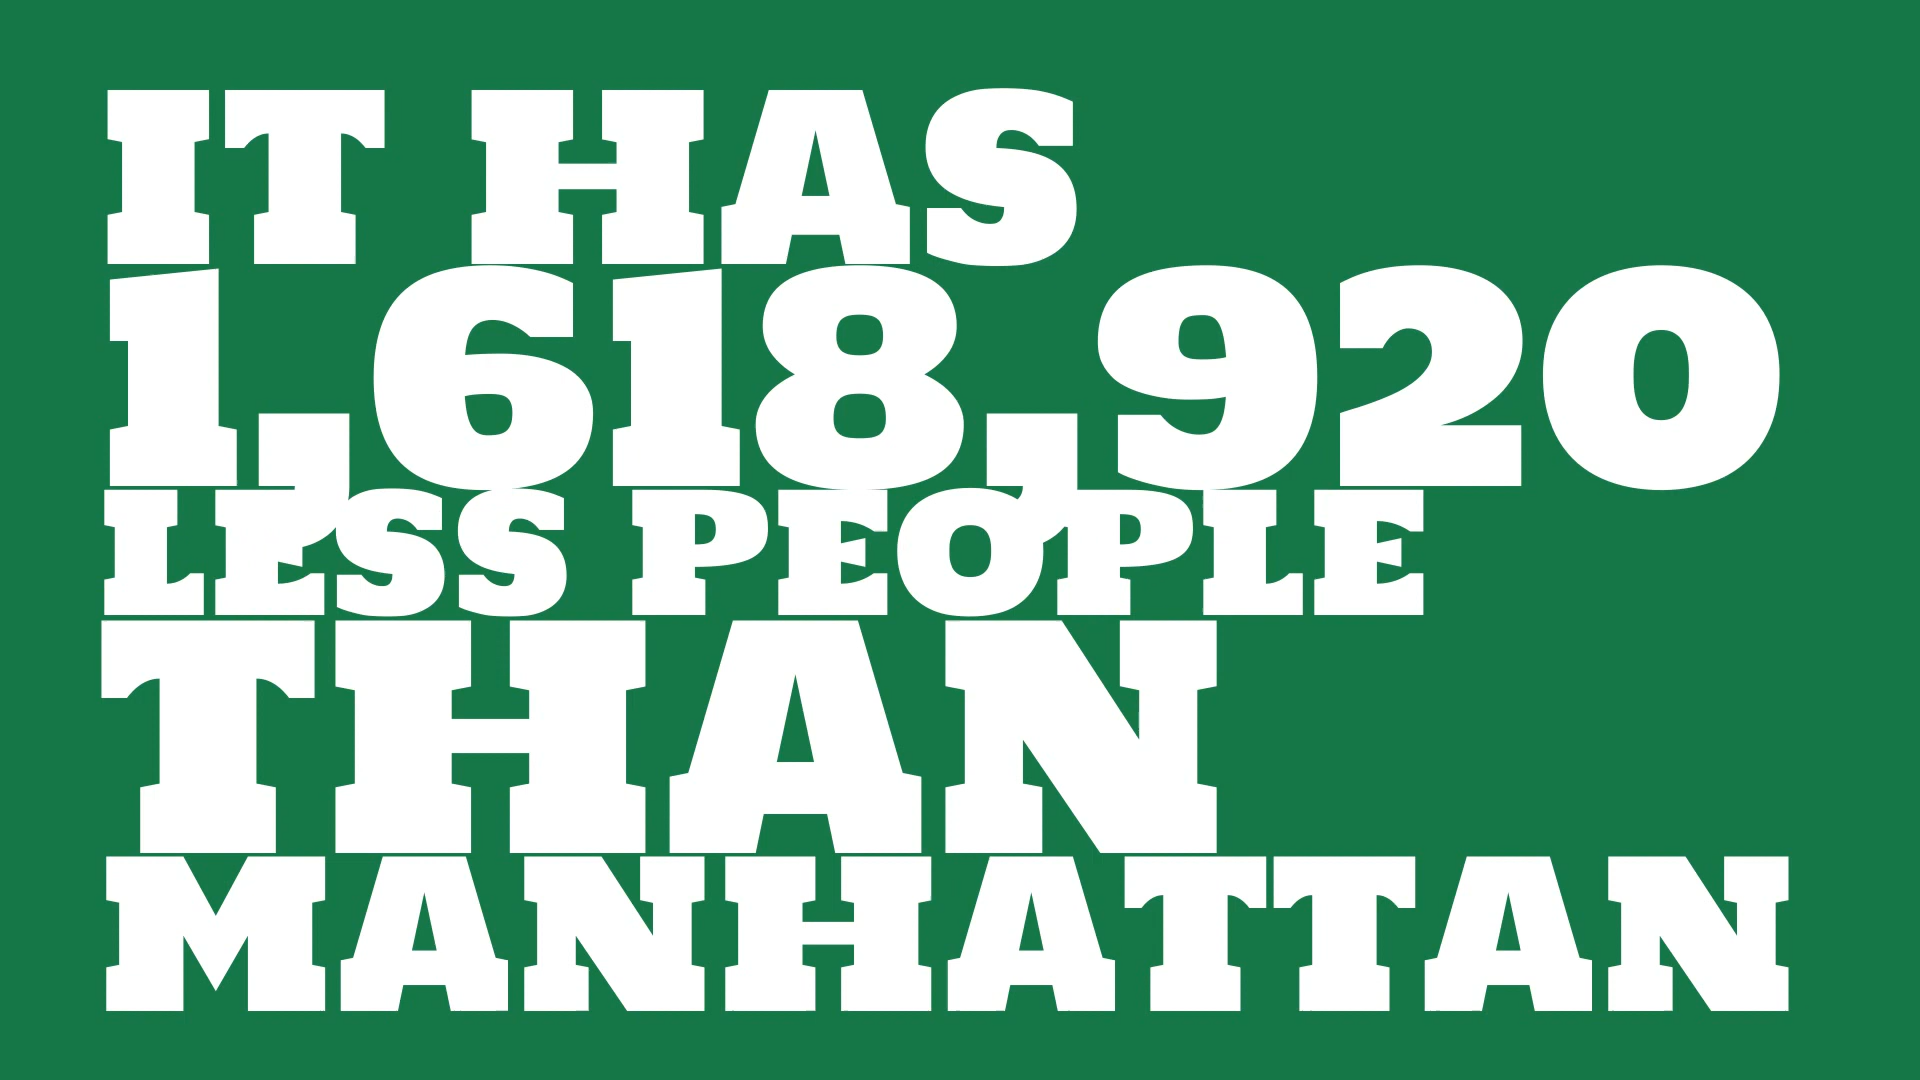 IT HAS
1,618,920
LESS PEOPLE
THAN
MANHATTAN